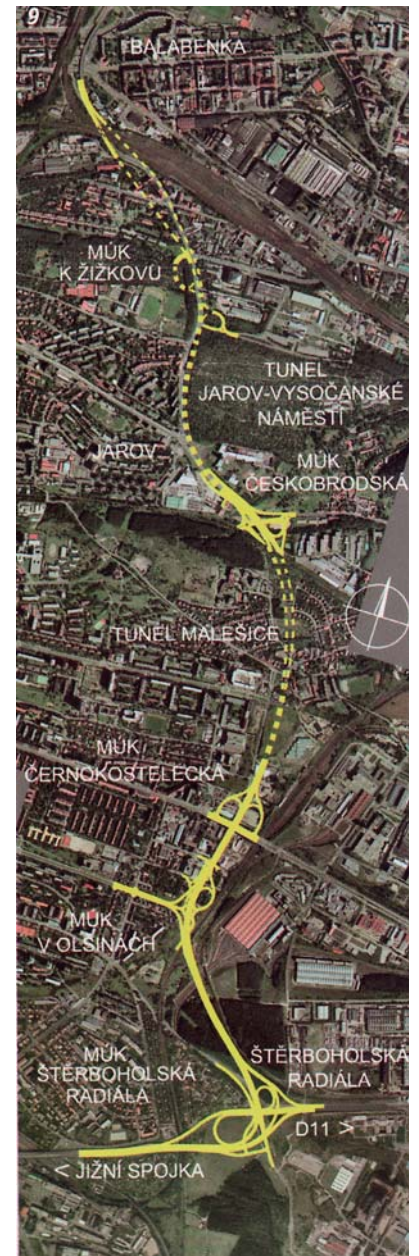 9
BALABENKA
MÚK
K ŽIŽKOVU
TUNEL
JAROV-VYSOČANSKÉ
NÁMĚSTÍ
JAROV
MÚK
ČESKOBRODSKÁ
TUNEL MALEŠICE
MÚK
ČERNOKOSTELECKÁ
MÚK
V OLŠINÁCH
MÚK
ŠTĚRBOHOLSKÁ
RADIÁLA
ŠTĚRBOHOLSKÁ
RADIÁLA
D11 >
< JIŽNÍ SPOJKA